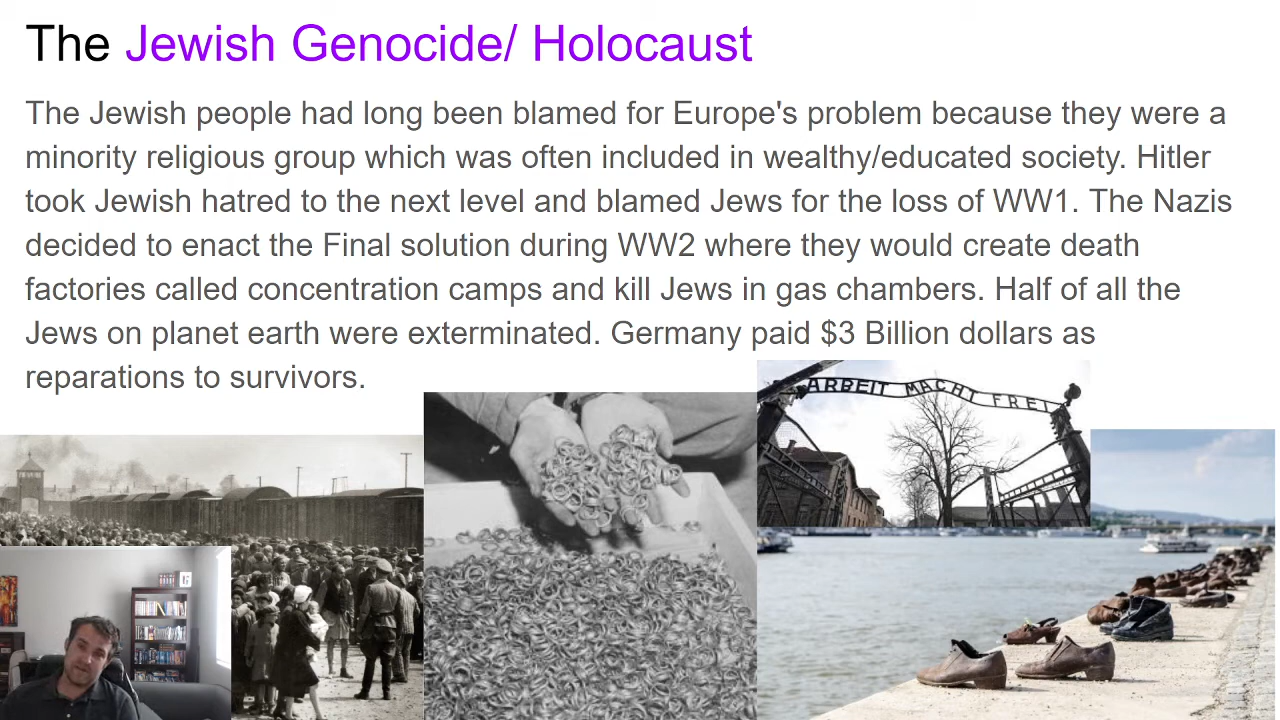 The Jewish Genocide/ Holocaust
The Jewish people had long been blamed for Europe's problem because they were a
minority religious group which was often included in wealthy/educated society. Hitler
took Jewish hatred to the next level and blamed Jews for the loss of WW1. The Nazis
decided to enact the Final solution during WW2 where they would create death
factories called concentration camps and kill Jews in gas chambers. Half of all the
Jews on planet earth were exterminated. Germany paid $3 Billion dollars as
reparations to survivors.
ARBEIT MACHT FREI